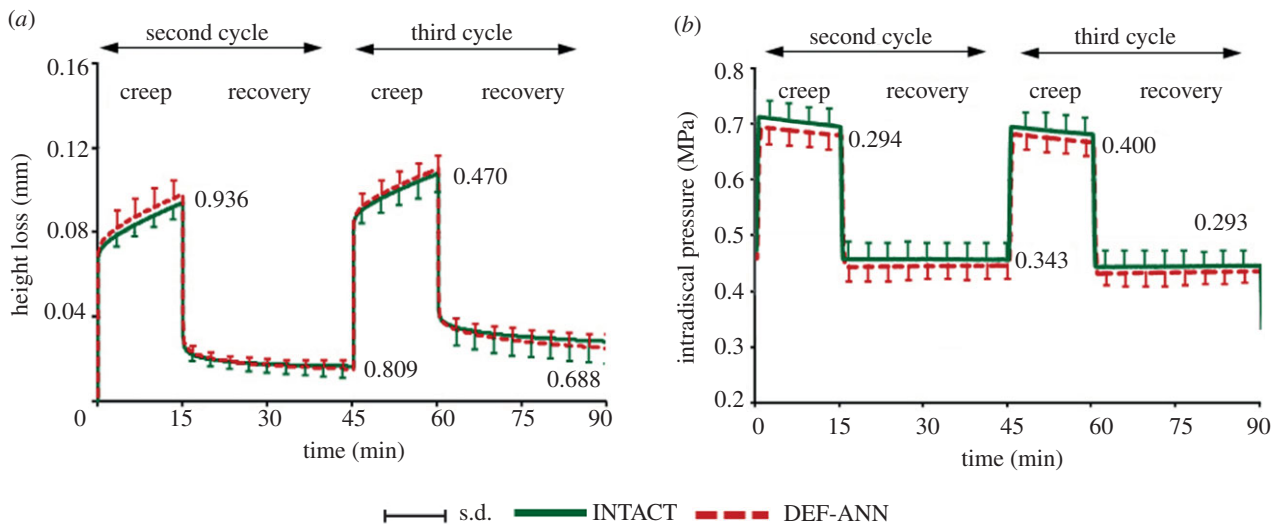 (a)
second cycle third cycle
creep recovery creep recovery
height loss (mm)
0.16
0.12
0.08
0.04
0.936
0.809
0.470
0.688
0 15 30 45 60 75 90
time (min)
(b)
second cycle third cycle
creep recovery creep recovery
intradiscal pressure (MPa)
0.8
0.7
0.6
0.5
0.4
0.3
0.2
0.294
0.343
0.400
0.293
0 15 30 45 60 75 90
time (min)
s.d. INTACT DEF-ANN